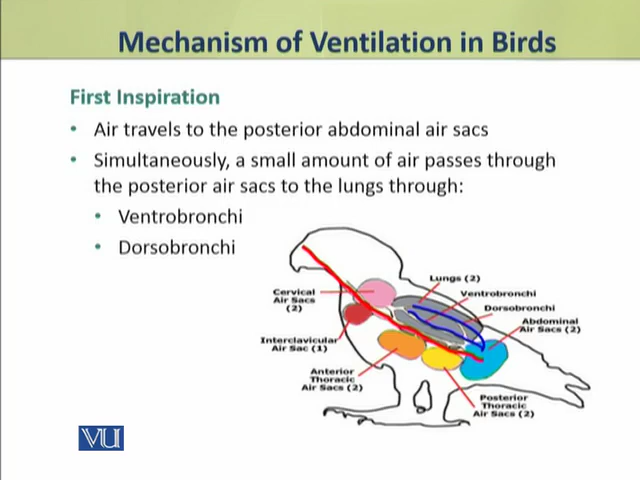 Mechanism of Ventilation in Birds
First Inspiration
• Air travels to the posterior abdominal air sacs
• Simultaneously, a small amount of air passes through
the posterior air sacs to the lungs through:
• Ventrobronchi
• Dorsobronchi
Lungs (2)
Cervical
Air Sacs
(2)
Ventrobronchi
Dorsobronchi
Abdominal
Air Sacs (2)
Interclavicular
Air Sac (1)
Anterior
Thoracic
Air Sacs (2)
Posterior
Thoracic
Air Sacs (2)
VU